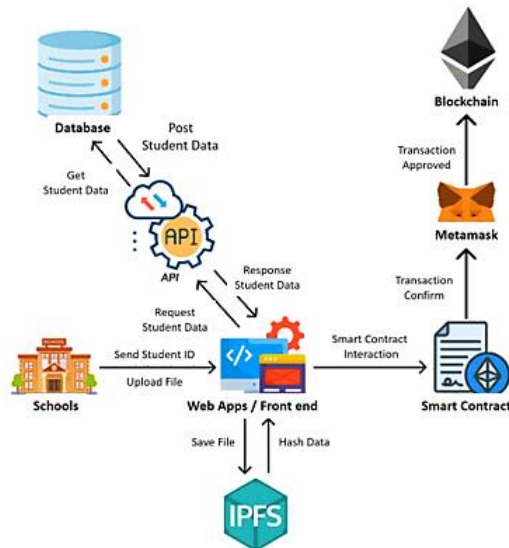 Database
Post
Student Data
Get
Student Data
API
API
Response
Student Data
Request
Student Data
Blockchain
Transaction
Approved
Metamask
Transaction
Confirm
SCHOOL
Send Student ID
Upload File
Schools
Web Apps / Front end
Smart Contract
Interaction
Smart Contract
Save File
Hash Data
IPFS